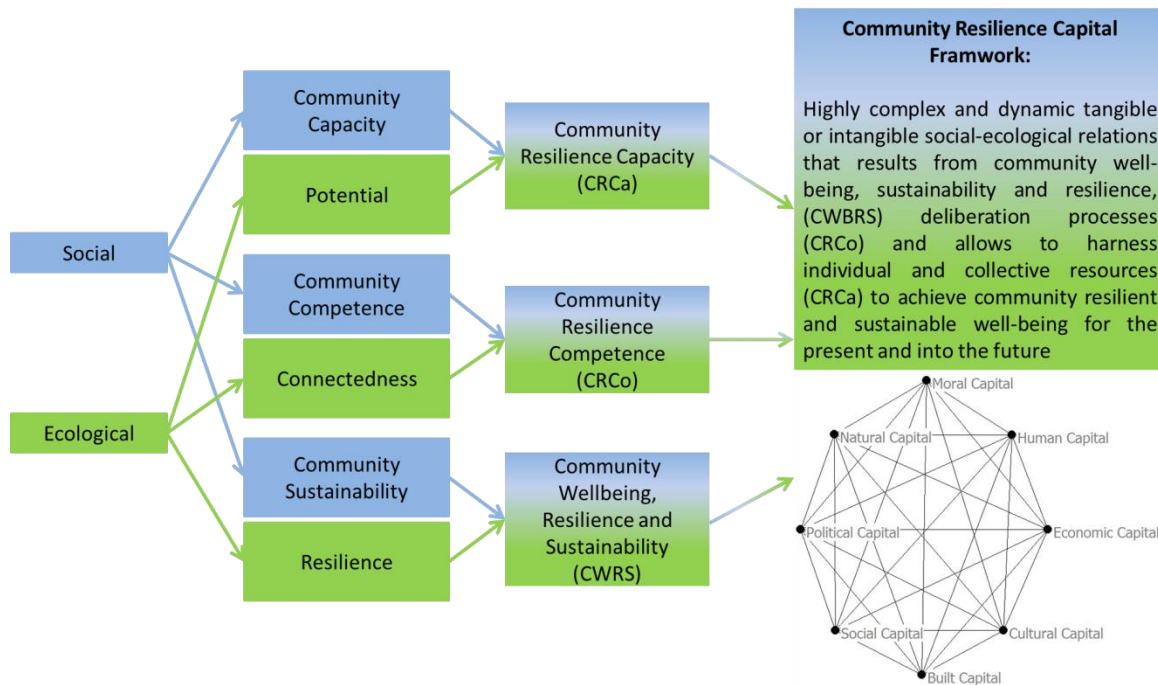 Social
Ecological
Community
Capacity
Potential
Community
Competence
Connectedness
Community
Sustainability
Resilience
Community
Resilience Capacity
(CRCa)
Community
Resilience
Competence
(CRCo)
Community
Wellbeing,
Resilience and
Sustainability
(CWRS)
Community Resilience Capital
Framwork:
Highly complex and dynamic tangible
or intangible social-ecological relations
that results from community well-
being, sustainability and resilience,
(CWBRS) deliberation processes
(CRCo) and allows to harness
individual and collective resources
(CRCa) to achieve community resilient
and sustainable well-being for the
present and into the future
Moral Capital
Natural Capital
Human Capital
Political Capital
Economic Capital
Social Capital
Cultural Capital
Built Capital